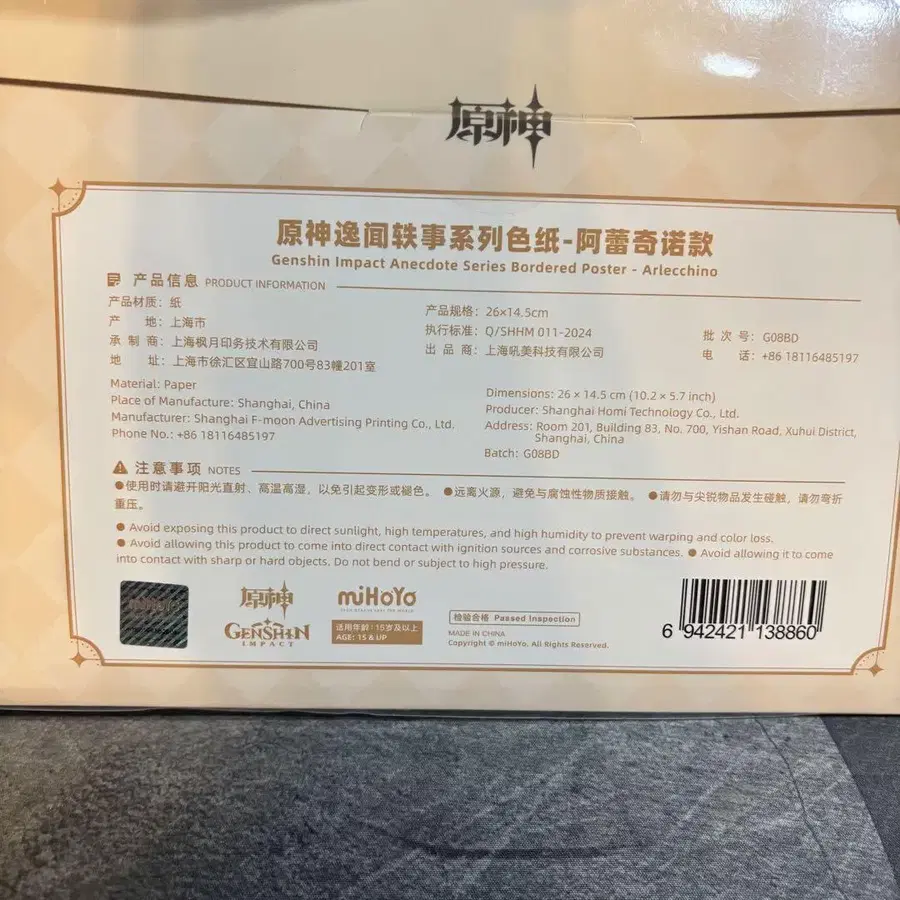 原神
原神逸闻轶事系列色纸-阿蕾奇诺款
Genshin Impact Anecdote Series Bordered Poster - Arlecchino
产品信息 PRODUCT INFORMATION
产品材质：纸
产 地：上海市
承 制 商：上海枫月印务技术有限公司
地 址：上海市徐汇区宜山路700号83幢201室
产品规格：26×14.5cm
执行标准：Q/SHHM 011-2024
出 品 商：上海吼美科技有限公司
批 次 号：G08BD
电 话：+86 18116485197
Material: Paper
Place of Manufacture: Shanghai, China
Manufacturer: Shanghai F-moon Advertising Printing Co., Ltd.
Phone No.: +86 18116485197
Dimensions: 26 × 14.5 cm (10.2 × 5.7 inch)
Producer: Shanghai Homi Technology Co., Ltd.
Address: Room 201, Building 83, No. 700, Yishan Road, Xuhui District,
Shanghai, China
Batch: G08BD
注意事项 NOTES
●使用时请避开阳光直射、高温高湿，以免引起变形或褪色。 ●远离火源，避免与腐蚀性物质接触。 ●请勿与尖锐物品发生碰触，请勿弯折
重压。
● Avoid exposing this product to direct sunlight, high temperatures, and high humidity to prevent warping and color loss.
● Avoid allowing this product to come into direct contact with ignition sources and corrosive substances. ● Avoid allowing it to come
into contact with sharp or hard objects. Do not bend or subject to high pressure.
miHoYo
原神
GENSHIN
IMPACT
miHoYo
TECH OTAKUS SAVE THE WORLD
适用年龄：15岁及以上
AGE: 15 & UP
检验合格 Passed Inspection
MADE IN CHINA
Copyright © miHoYo. All Rights Reserved.
6 942421 138860